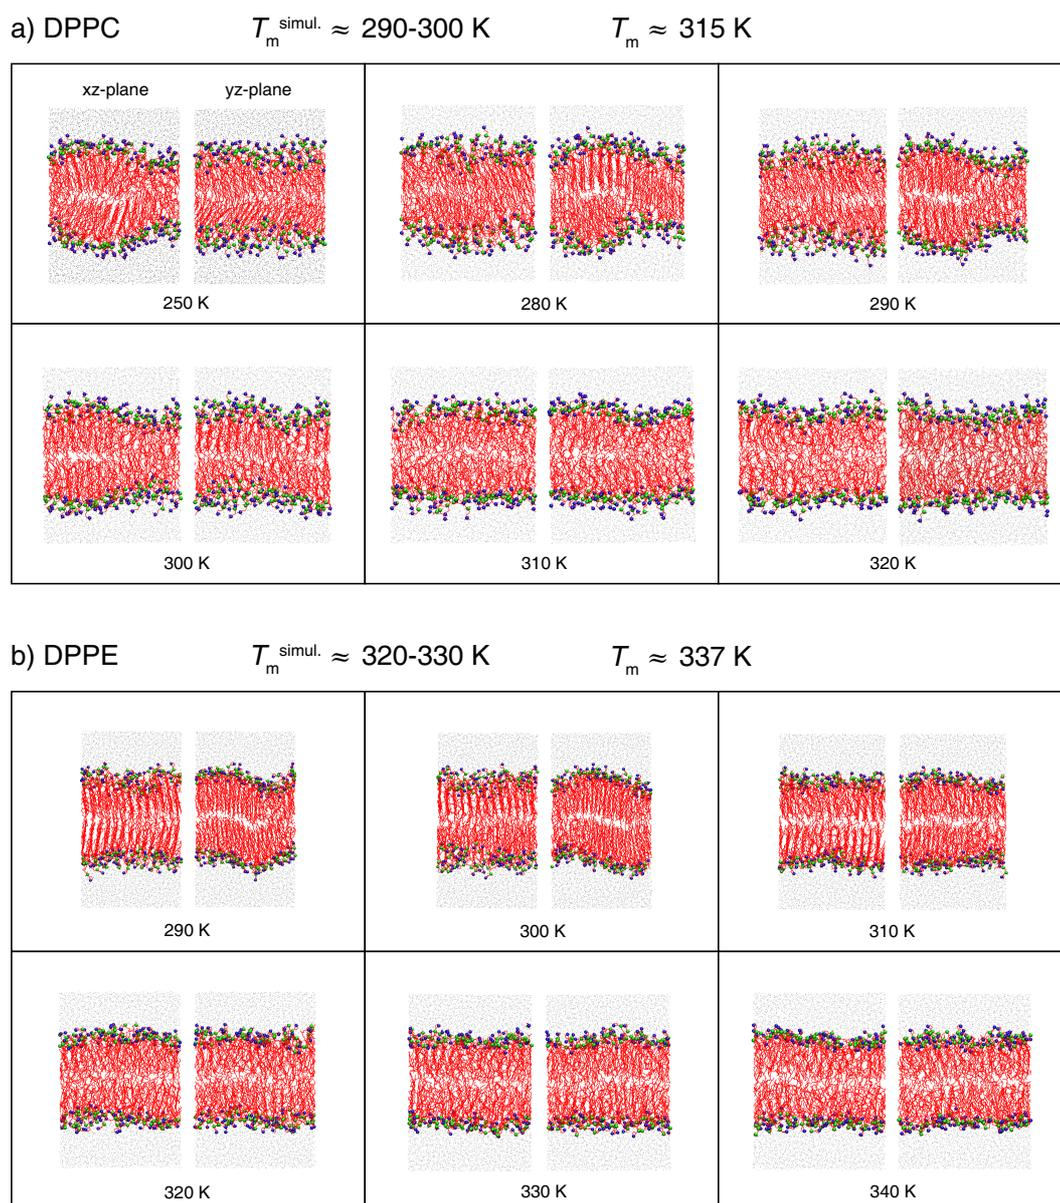 a) DPPC T_m^simul. ≈ 290-300 K T_m ≈ 315 K
xz-plane yz-plane
250 K 280 K 290 K
300 K 310 K 320 K
b) DPPE T_m^simul. ≈ 320-330 K T_m ≈ 337 K
290 K 300 K 310 K
320 K 330 K 340 K